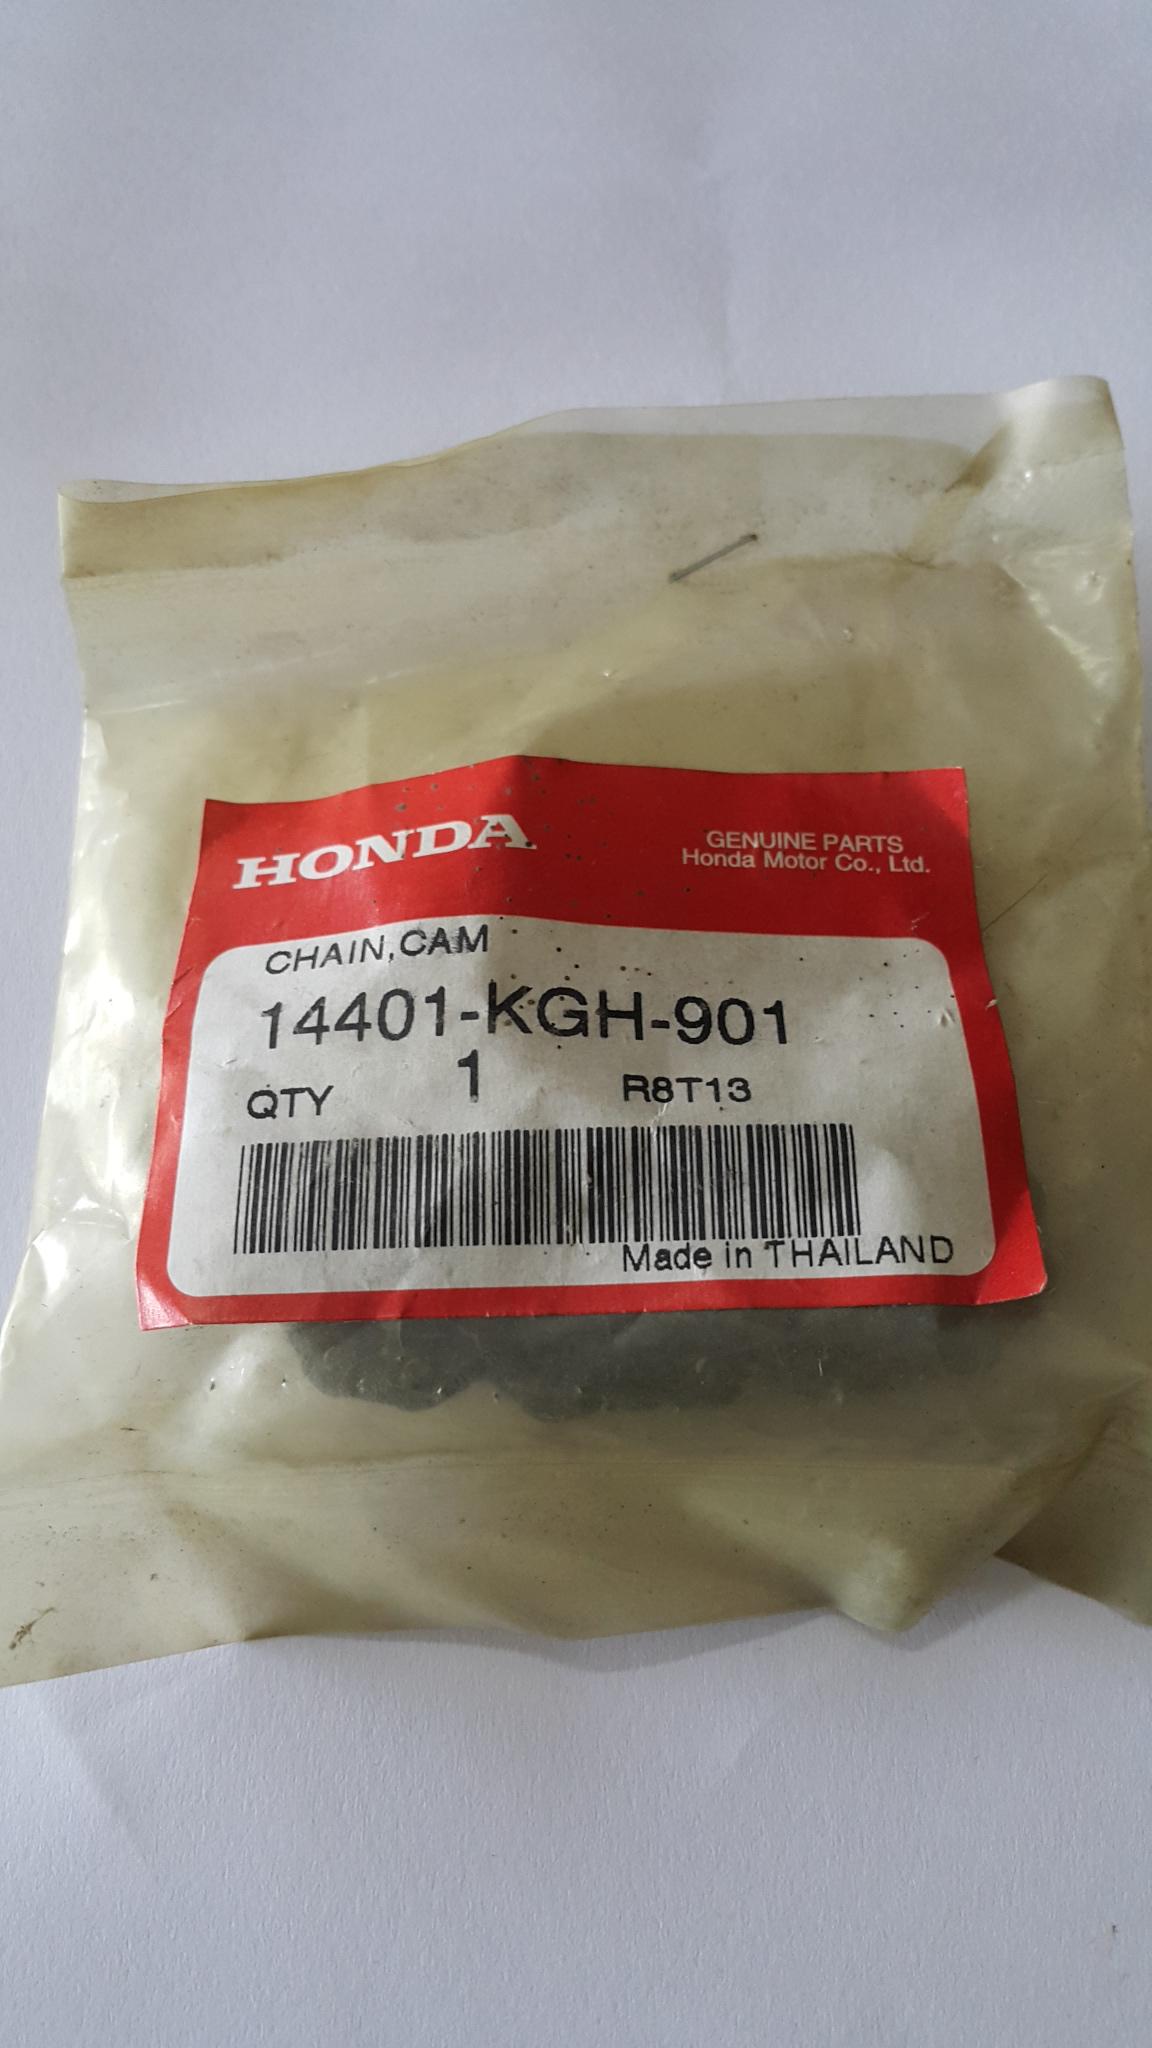 HONDA
GENUINE PARTS
Honda Motor Co., Ltd.
CHAIN,CAM
14401-KGH-901
QTY 1 R8T13
Made in THAILAND